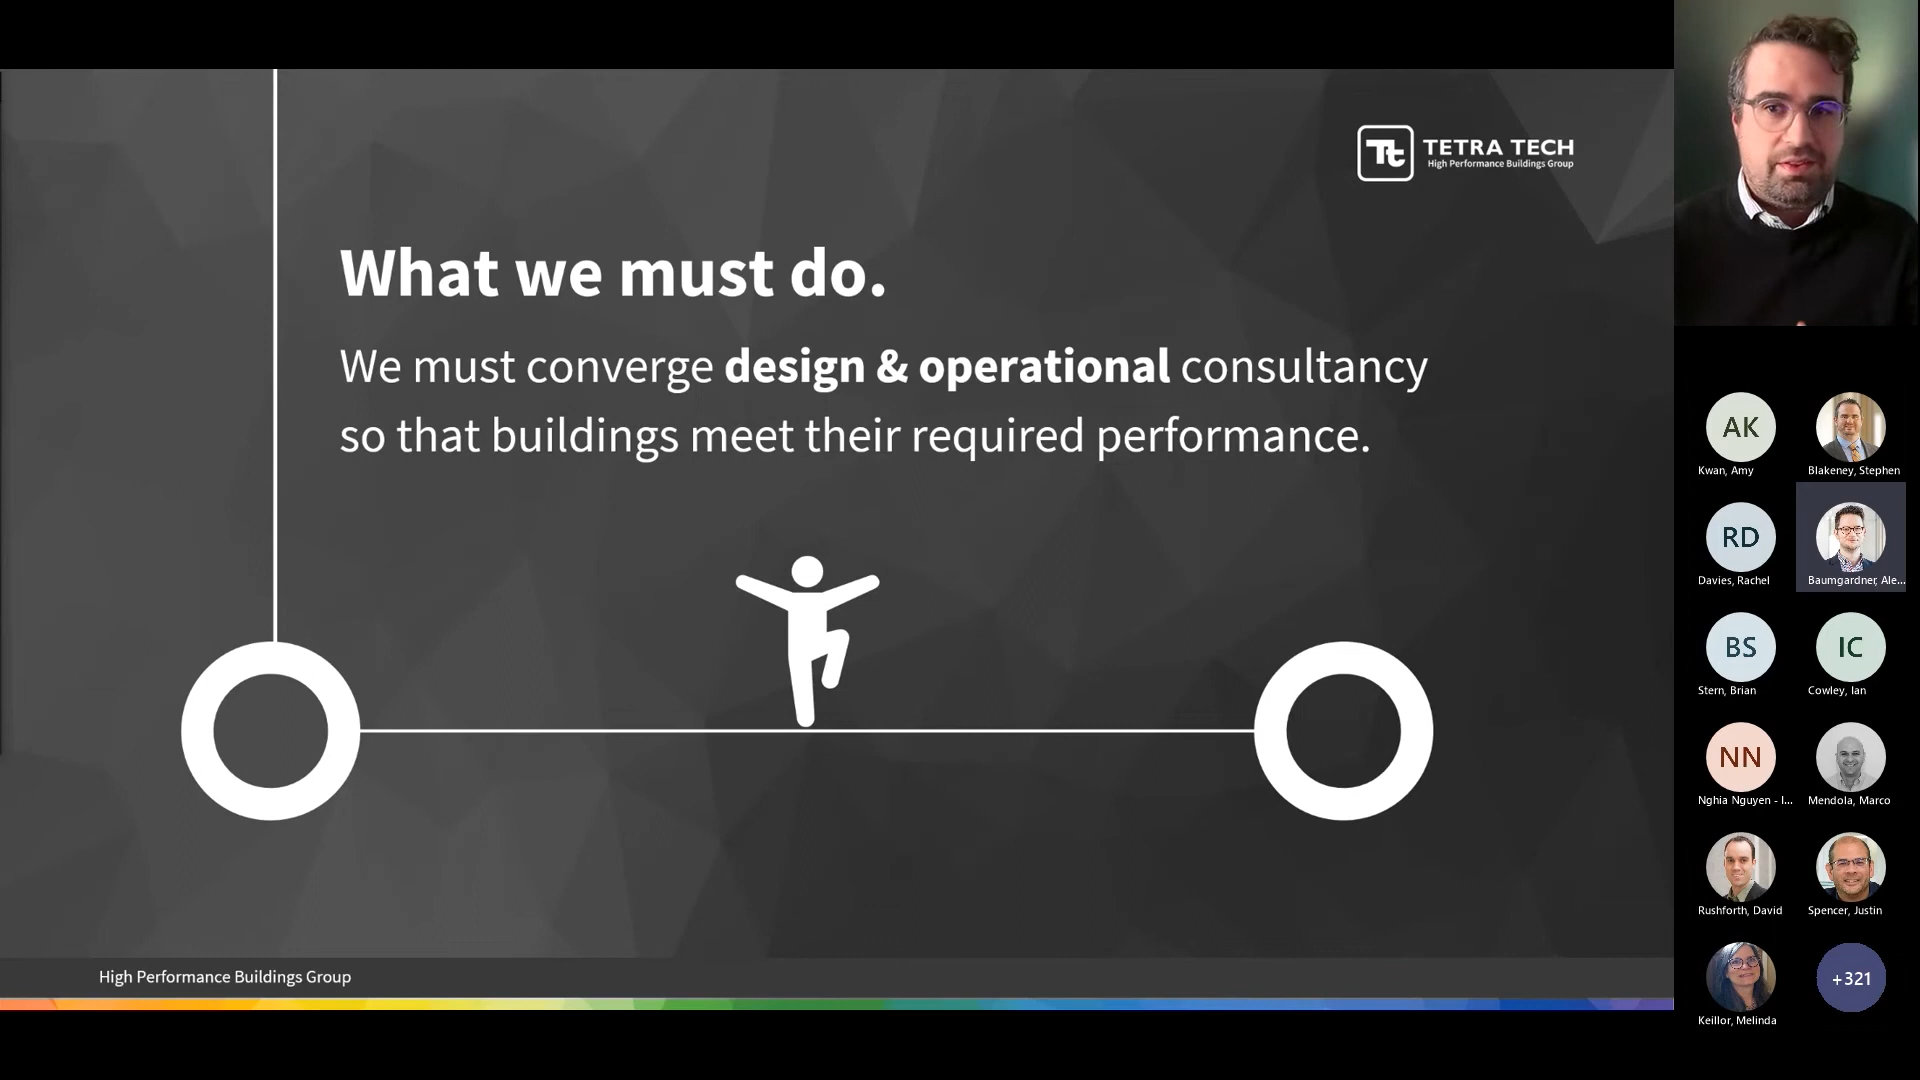 Tt TETRA TECH
High Performance Buildings Group
What we must do.
We must converge design & operational consultancy
so that buildings meet their required performance.
High Performance Buildings Group
AK
Kwan, Amy
Blakeney, Stephen
RD
Davies, Rachel
Baumgardner, Ale...
BS
Stern, Brian
IC
Cowley, Ian
NN
Nghia Nguyen - I...
Mendola, Marco
Rushforth, David
Spencer, Justin
Keillor, Melinda
+321